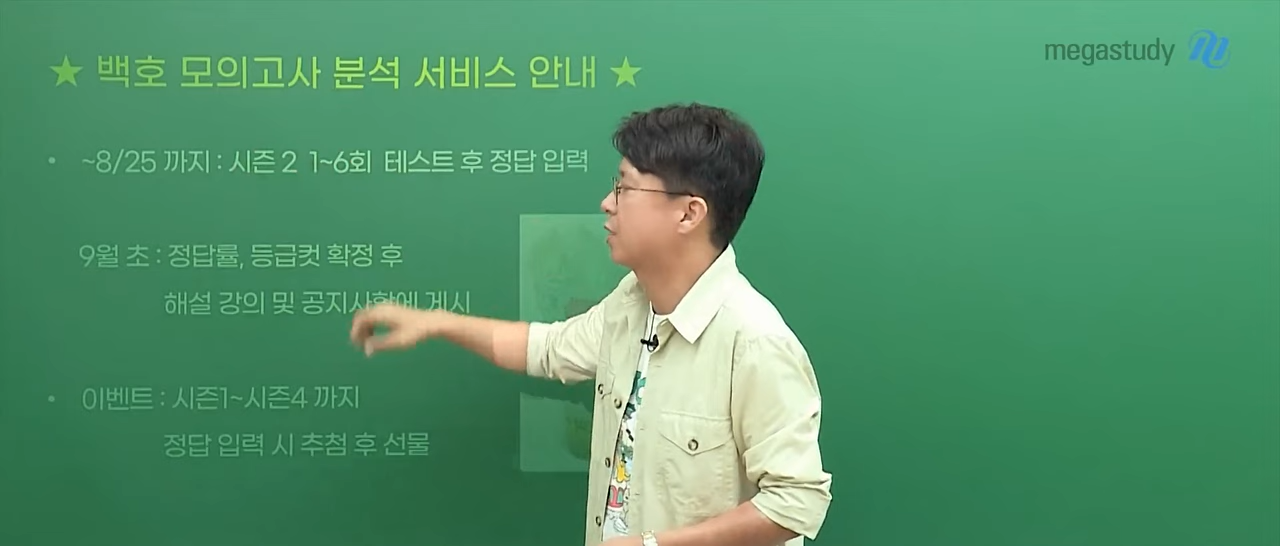 ★ 백호 모의고사 분석 서비스 안내 ★
megastudy
• ~8/25 까지 : 시즌 2 1~6회 테스트 후 정답 입력
9월 초 : 정답률, 등급컷 확정 후
해설 강의 및 공지사항에 게시
• 이벤트 : 시즌1~시즌4 까지
정답 입력 시 추첨 후 선물